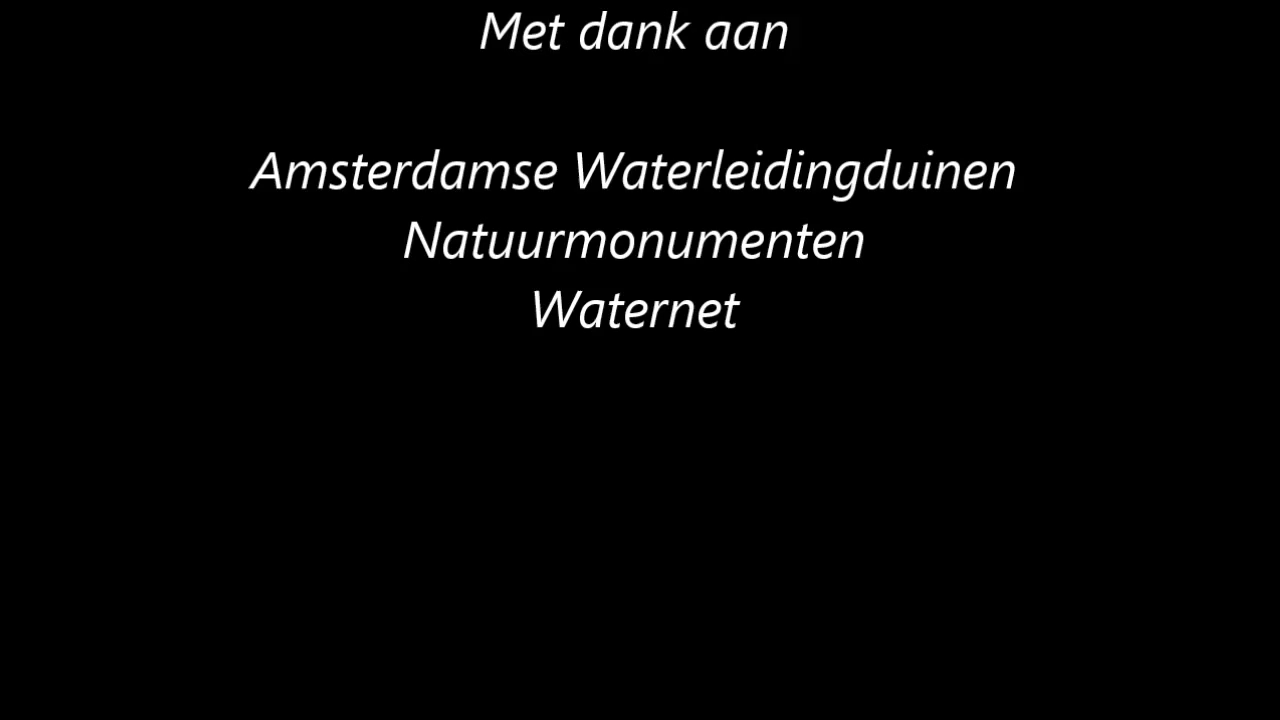 Met dank aan
Amsterdamse Waterleidingduinen
Natuurmonumenten
Waternet